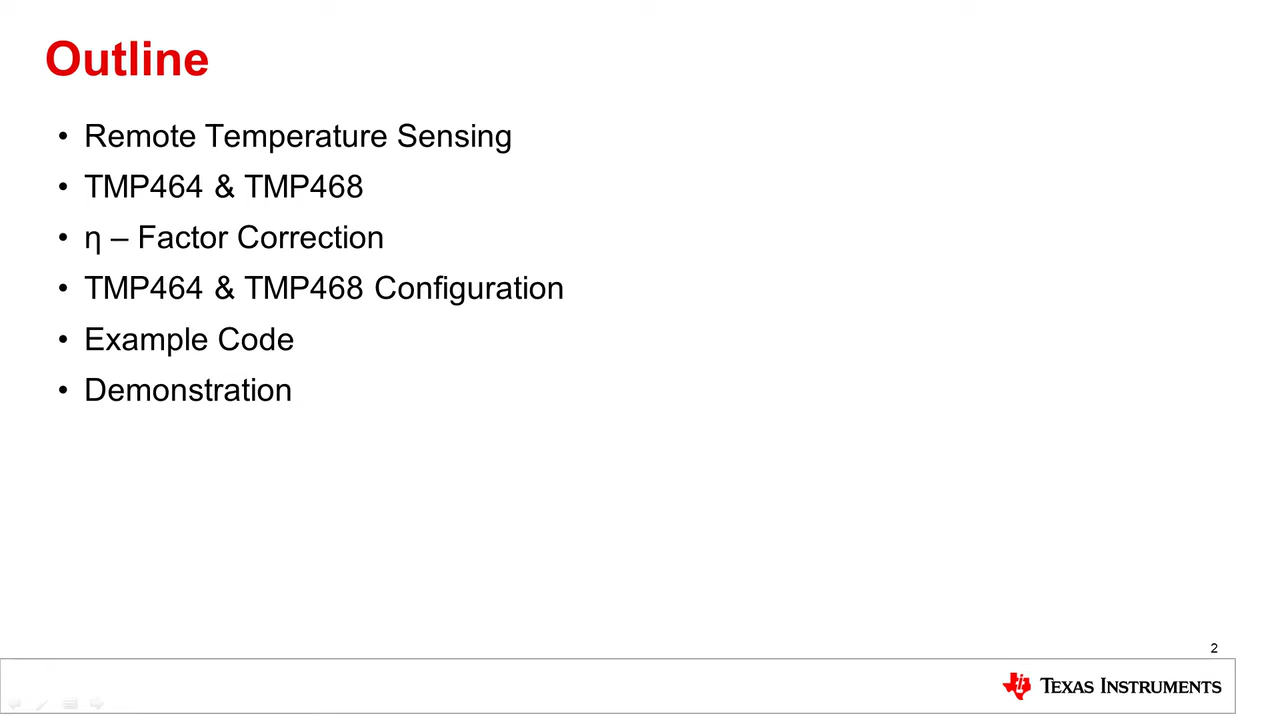 Outline
• Remote Temperature Sensing
• TMP464 & TMP468
• η – Factor Correction
• TMP464 & TMP468 Configuration
• Example Code
• Demonstration
2
TEXAS INSTRUMENTS